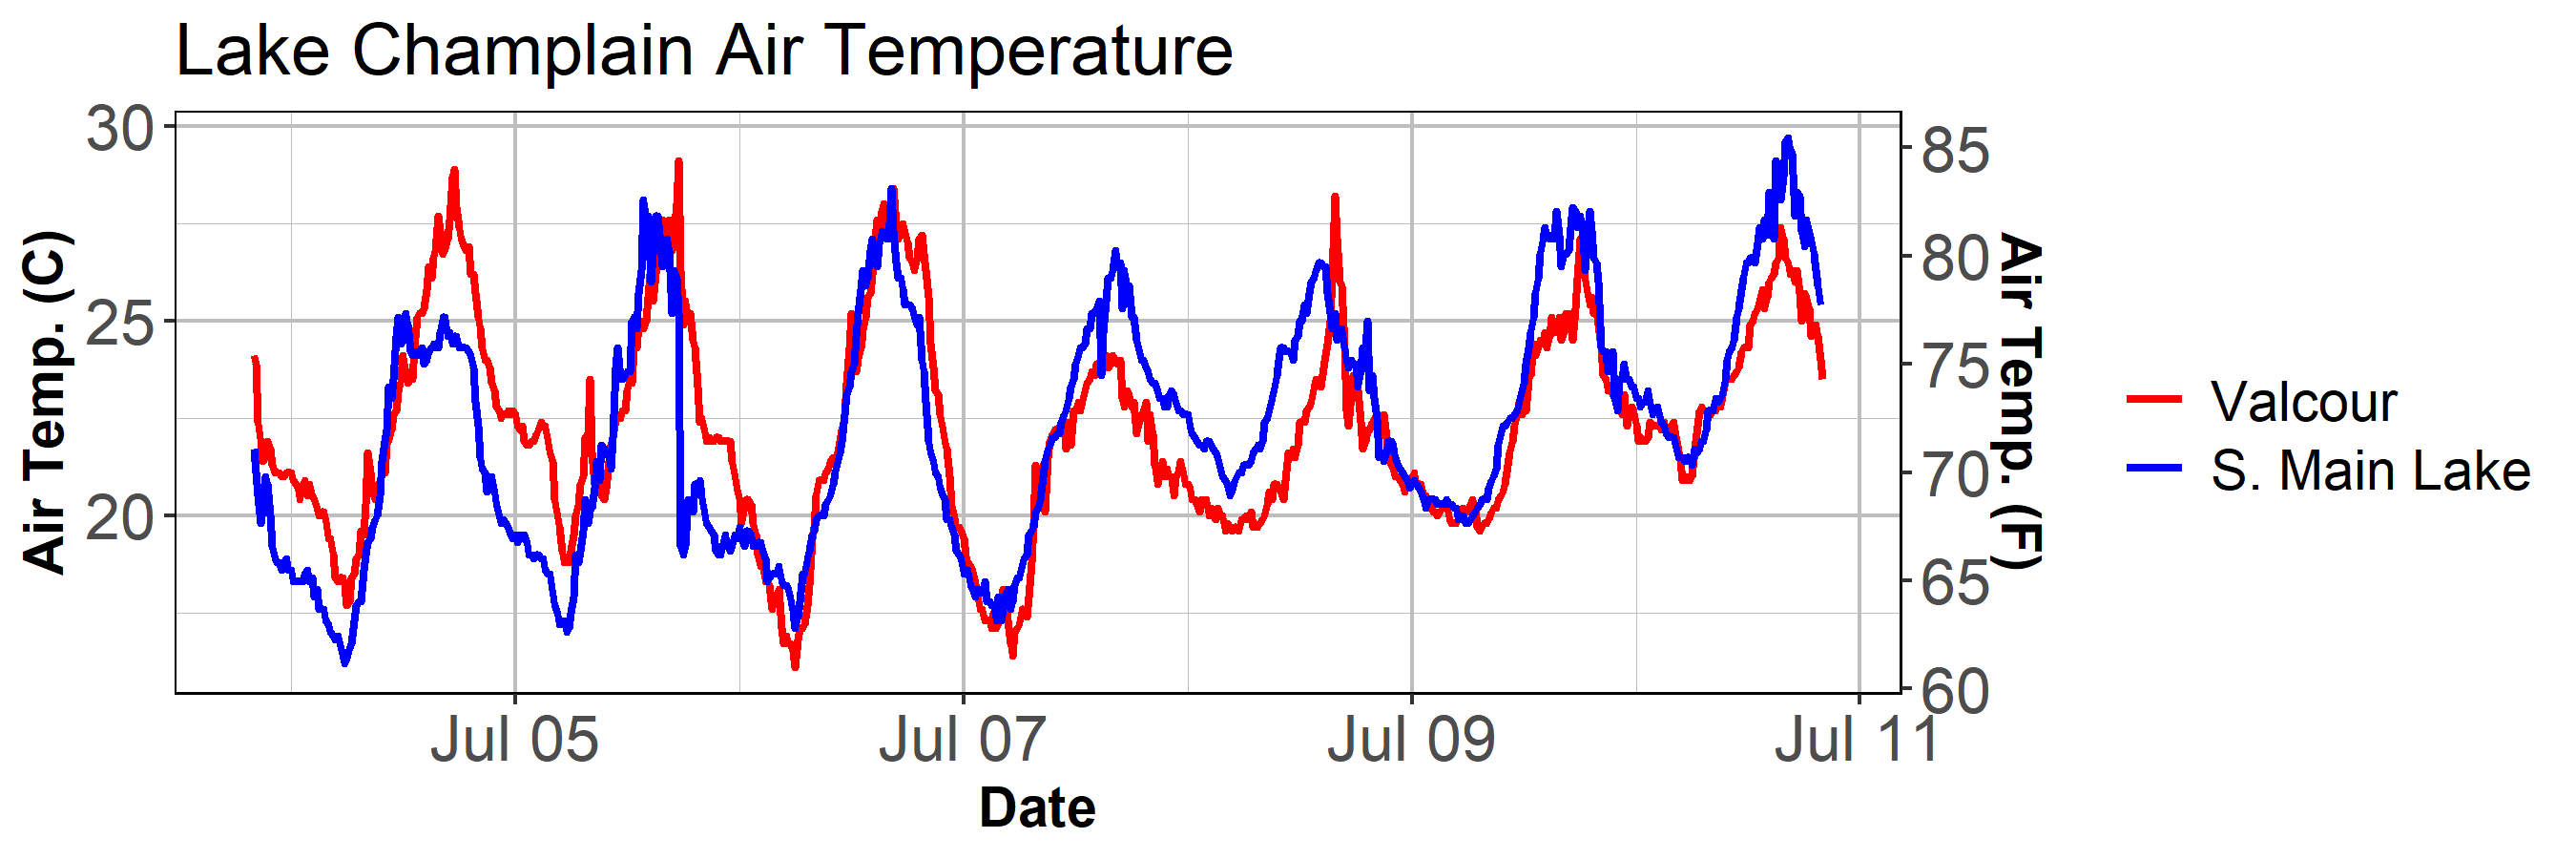 Lake Champlain Air Temperature
30
25
20
Air Temp. (C)
85
80
75
70
65
60
Air Temp. (F)
Jul 05
Jul 07
Jul 09
Jul 11
Date
Valcour
S. Main Lake